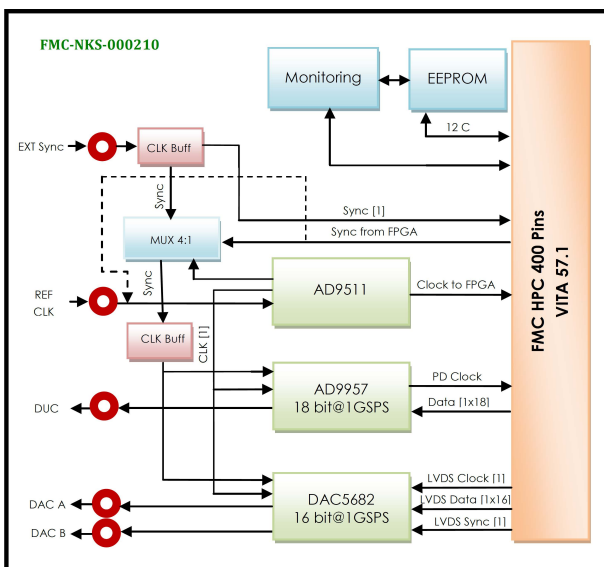 FMC-NKS-000210
Monitoring
EEPROM
12 C
EXT Sync
CLK Buff
Sync
Sync [1]
MUX 4:1
Sync from FPGA
Sync
REF
CLK
AD9511
Clock to FPGA
CLK Buff
CLK [1]
AD9957
18 bit@1GSPS
PD Clock
Data [1x18]
DUC
DAC5682
16 bit@1GSPS
LVDS Clock [1]
LVDS Data [1x16]
LVDS Sync [1]
DAC A
DAC B
FMC HPC 400 Pins
VITA 57.1